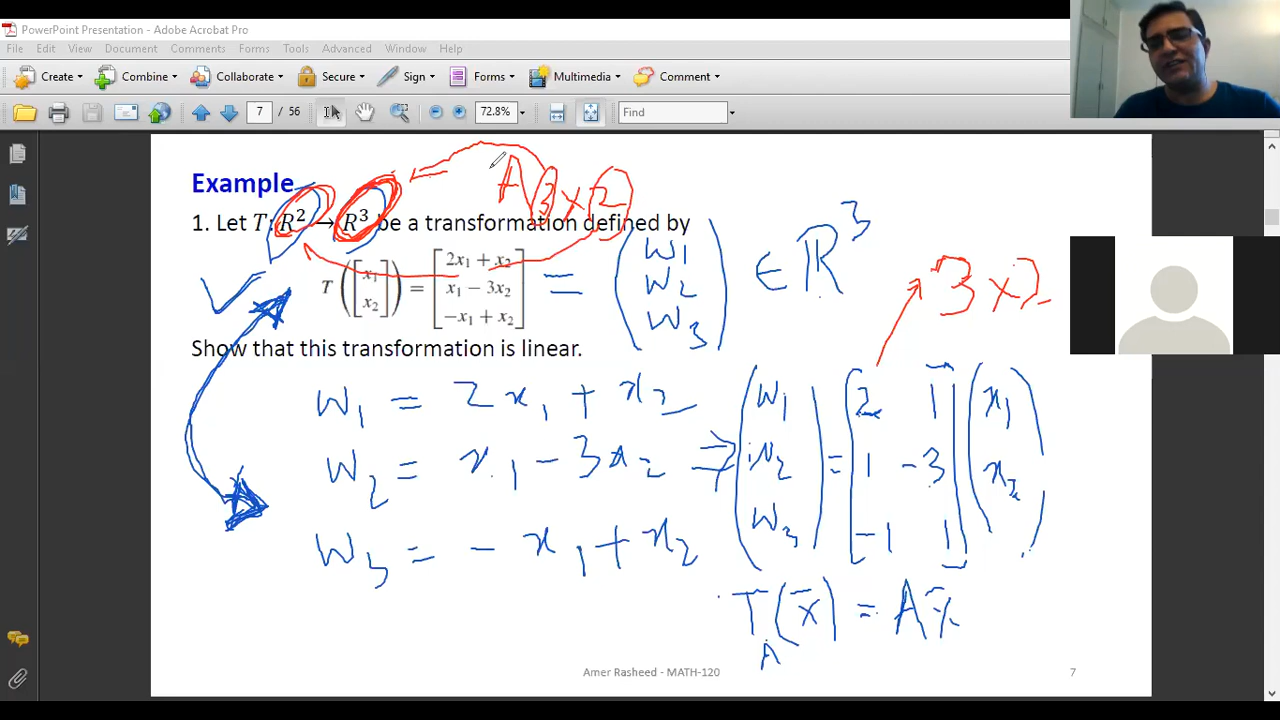 PowerPoint Presentation - Adobe Acrobat Pro
File Edit View Document Comments Forms Tools Advanced Window Help
Create Combine Collaborate Secure Sign Forms Multimedia Comment
7 / 56 72.8% Find
Example
A 3 x 2
1. Let T: R² → R³ be a transformation defined by
T ([x₁ x₂]) = [2x₁ + x₂
x₁ − 3x₂
−x₁ + x₂] = (w₁ w₂ w₃) ∈ ℝ³
3 x 2
Show that this transformation is linear.
w₁ = 2x₁ + x₂
w₂ = x₁ − 3x₂ ⇒ (w₁ w₂ w₃) = [2 1
1 −3
−1 1] (x₁ x₂)
w₃ = − x₁ + x₂
T_A(x̄) = A x̄
Amer Rasheed - MATH-120 7